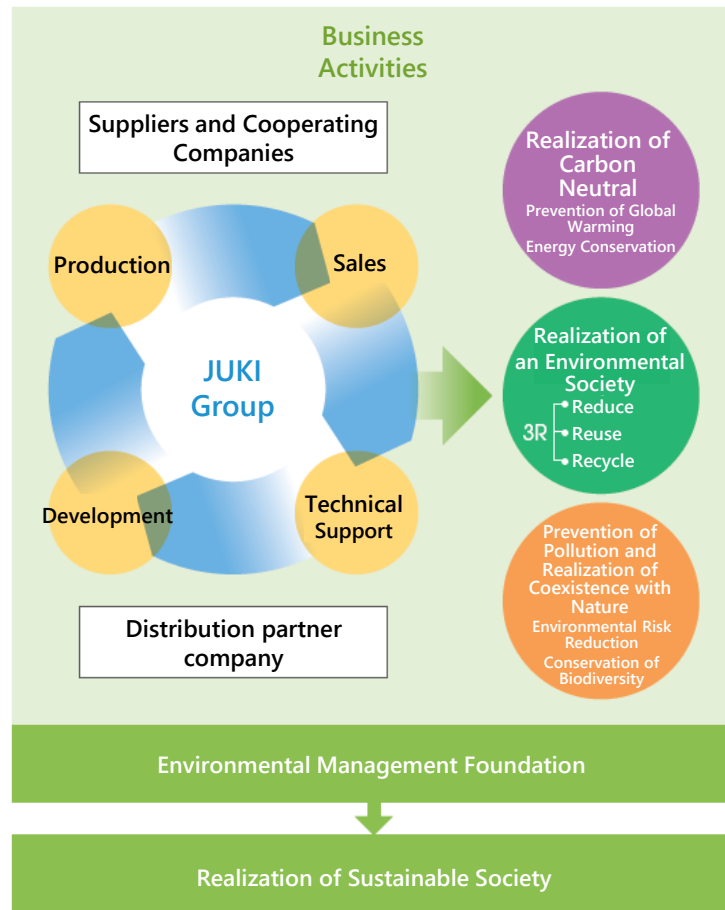 Business
Activities
Suppliers and Cooperating
Companies
Production
Sales
JUKI
Group
Development
Technical
Support
Distribution partner
company
Realization of
Carbon
Neutral
Prevention of Global
Warming
Energy Conservation
Realization of
an Environmental
Society
3R
Reduce
Reuse
Recycle
Prevention of
Pollution and
Realization of
Coexistence with
Nature
Environmental Risk
Reduction
Conservation of
Biodiversity
Environmental Management Foundation
Realization of Sustainable Society